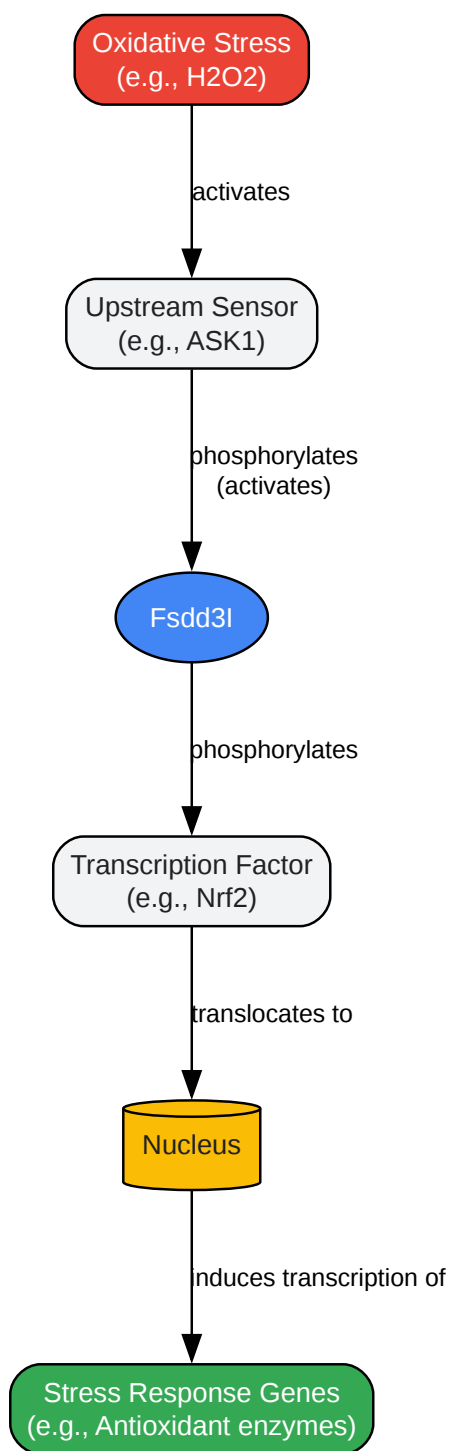 Oxidative Stress
(e.g., H2O2)
activates
Upstream Sensor
(e.g., ASK1)
phosphorylates
(activates)
Fsdd3I
phosphorylates
Transcription Factor
(e.g., Nrf2)
translocates to
Nucleus
induces transcription of
Stress Response Genes
(e.g., Antioxidant enzymes)